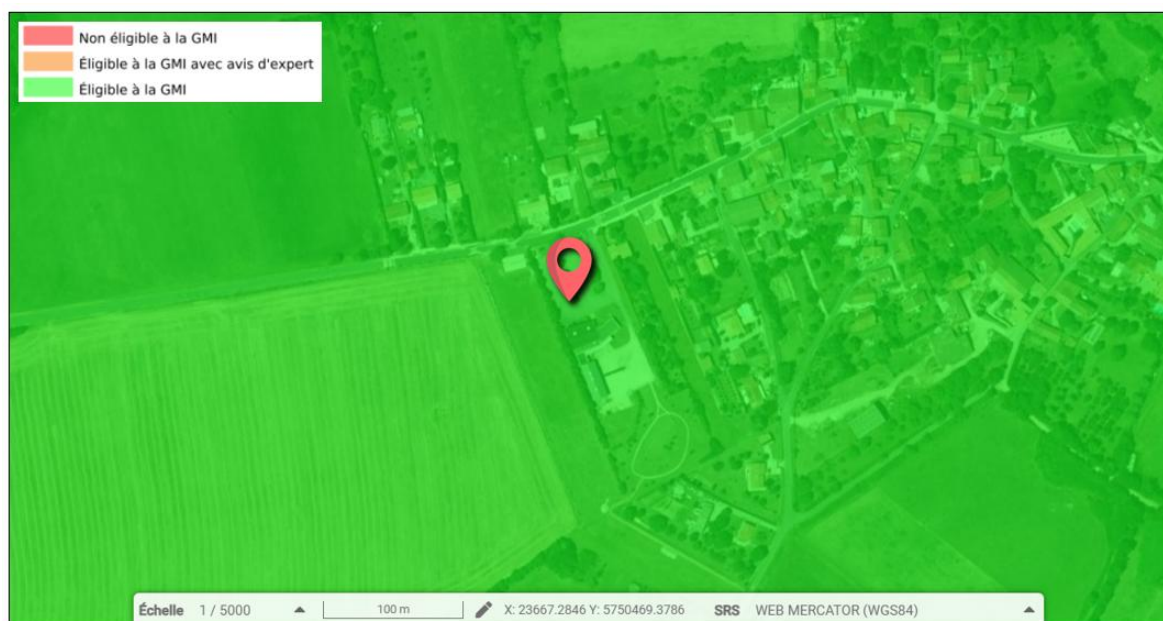 Non éligible à la GMI
Éligible à la GMI avec avis d'expert
Éligible à la GMI
Échelle 1 / 5000 100 m X: 23667.2846 Y: 5750469.3786 SRS WEB MERCATOR (WGS84)